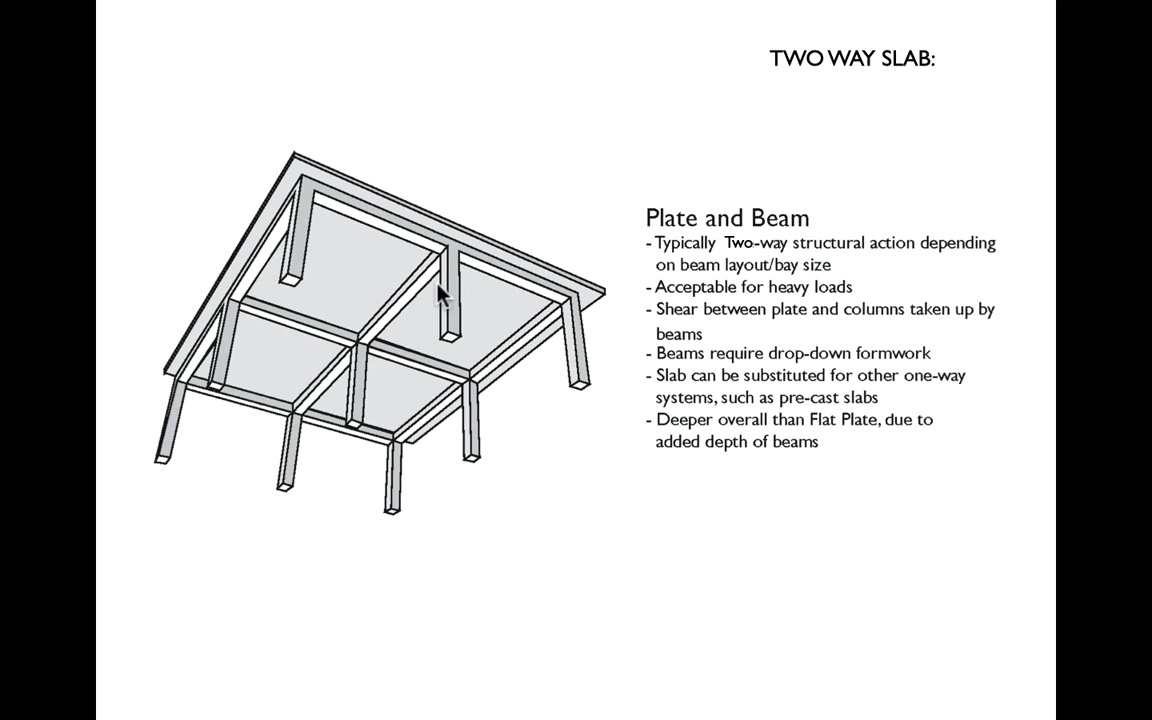 TWO WAY SLAB:
Plate and Beam
- Typically Two-way structural action depending
on beam layout/bay size
- Acceptable for heavy loads
- Shear between plate and columns taken up by
beams
- Beams require drop-down formwork
- Slab can be substituted for other one-way
systems, such as pre-cast slabs
- Deeper overall than Flat Plate, due to
added depth of beams